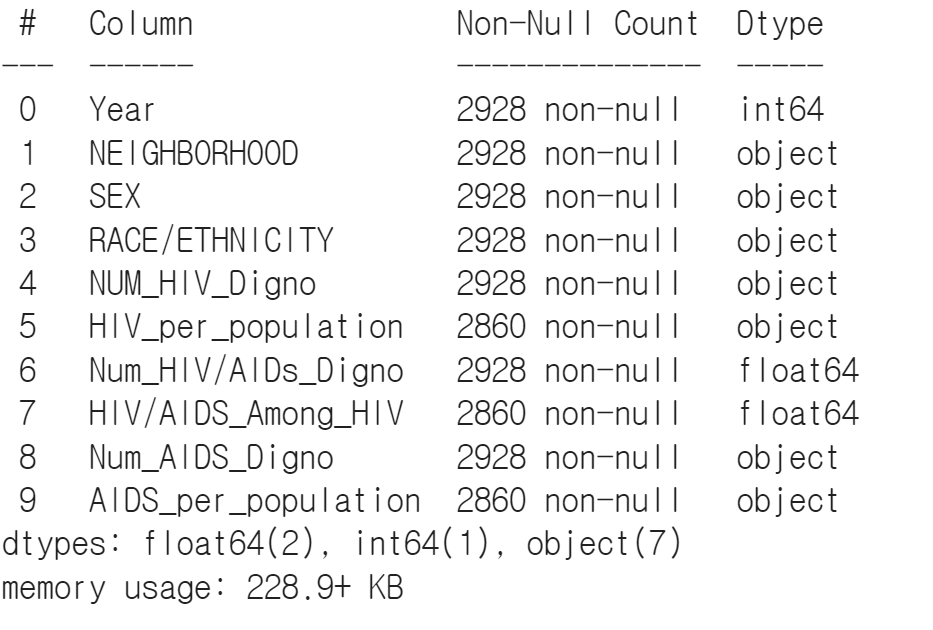 #   Column               Non-Null Count  Dtype
---  ------               --------------  -----
0   Year                 2928 non-null   int64
1   NEIGHBORHOOD         2928 non-null   object
2   SEX                  2928 non-null   object
3   RACE/ETHNICITY       2928 non-null   object
4   NUM_HIV_Digno        2928 non-null   object
5   HIV_per_population   2860 non-null   object
6   Num_HIV/AIDs_Digno   2928 non-null   float64
7   HIV/AIDS_Among_HIV   2860 non-null   float64
8   Num_AIDS_Digno       2928 non-null   object
9   AIDS_per_population  2860 non-null   object
dtypes: float64(2), int64(1), object(7)
memory usage: 228.9+ KB